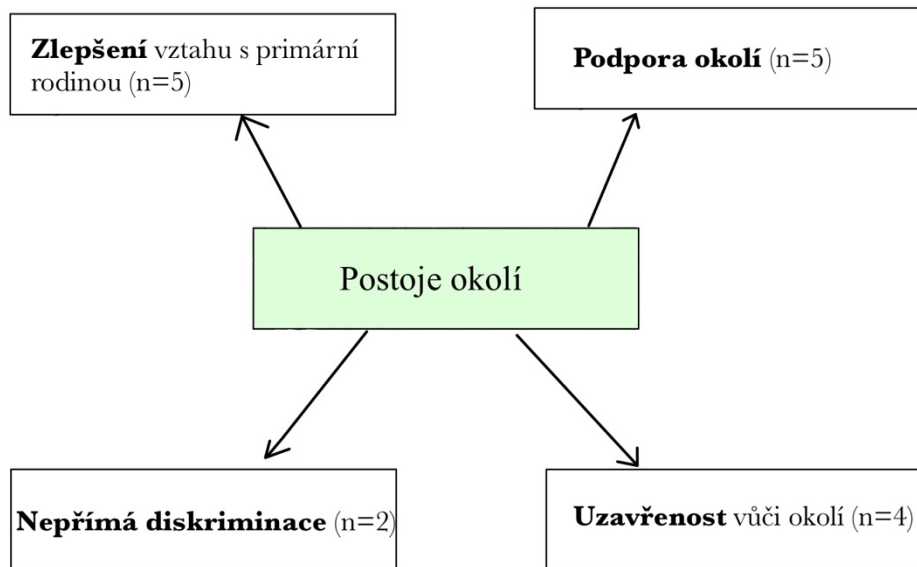 Zlepšení vztahu s primární
rodinou (n=5)
Podpora okolí (n=5)
Postoje okolí
Nepřímá diskriminace (n=2)
Uzavřenost vůči okolí (n=4)